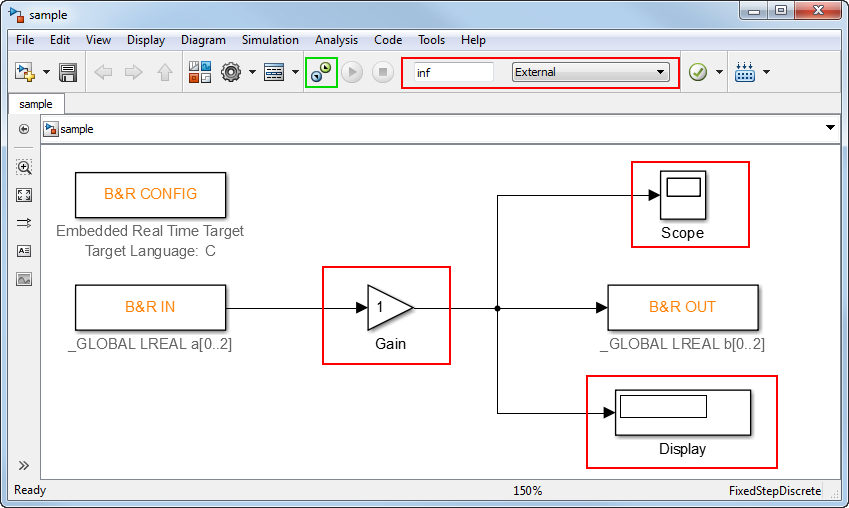 sample
File Edit View Display Diagram Simulation Analysis Code Tools Help
inf External
sample
sample
B&R CONFIG
Embedded Real Time Target
Target Language: C
Scope
B&R IN
1
B&R OUT
_GLOBAL LREAL a[0..2]
Gain
_GLOBAL LREAL b[0..2]
Display
Ready 150% FixedStepDiscrete